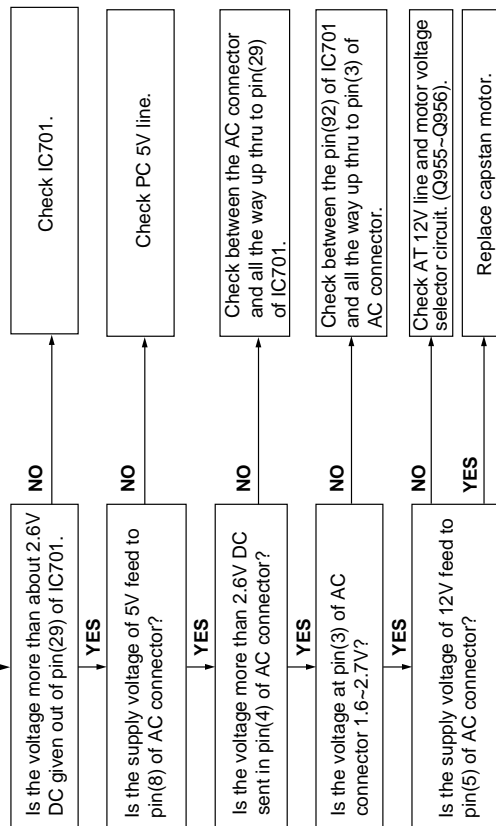 Is the voltage more than about 2.6V
DC given out of pin(29) of IC701.
NO
Check IC701.
YES
Is the supply voltage of 5V feed to
pin(8) of AC connector?
NO
Check PC 5V line.
YES
Is the voltage more than 2.6V DC
sent in pin(4) of AC connector?
NO
Check between the AC connector
and all the way up thru to pin(29)
of IC701.
YES
Is the voltage at pin(3) of AC
connector 1.6~2.7V?
NO
Check between the pin(92) of IC701
and all the way up thru to pin(3) of
AC connector.
YES
Is the supply voltage of 12V feed to
pin(5) of AC connector?
NO
Check AT 12V line and motor voltage
selector circuit. (Q955~Q956).
YES
Replace capstan motor.